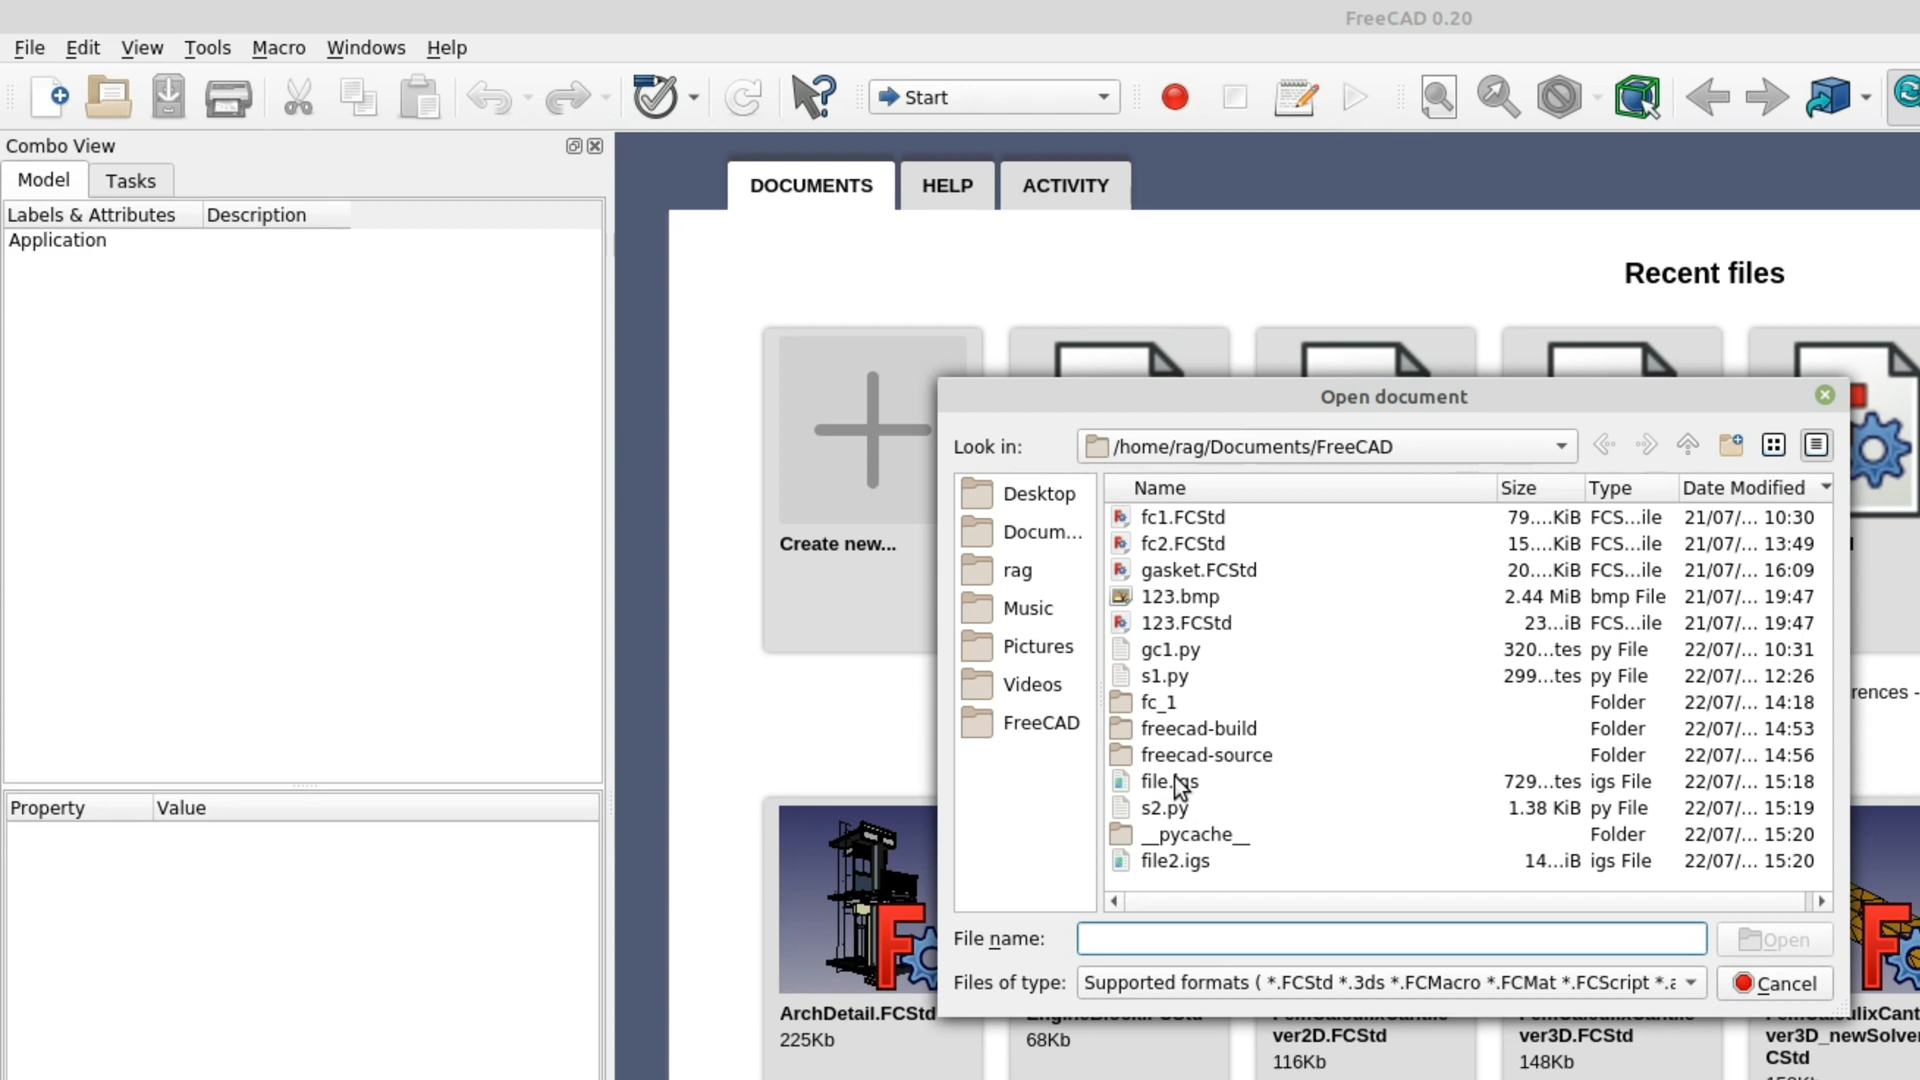 FreeCAD 0.20
File Edit View Tools Macro Windows Help
Start
Combo View
Model Tasks
Labels & Attributes Description
Application
Property Value
DOCUMENTS HELP ACTIVITY
Recent files
Create new...
Open document
Look in: /home/rag/Documents/FreeCAD
Desktop
Docum...
rag
Music
Pictures
Videos
FreeCAD
Name Size Type Date Modified
fc1.FCStd 79....KiB FCS...ile 21/07/... 10:30
fc2.FCStd 15....KiB FCS...ile 21/07/... 13:49
gasket.FCStd 20....KiB FCS...ile 21/07/... 16:09
123.bmp 2.44 MiB bmp File 21/07/... 19:47
123.FCStd 23...iB FCS...ile 21/07/... 19:47
gc1.py 320...tes py File 22/07/... 10:31
s1.py 299...tes py File 22/07/... 12:26
fc_1 Folder 22/07/... 14:18
freecad-build Folder 22/07/... 14:53
freecad-source Folder 22/07/... 14:56
file.igs 729...tes igs File 22/07/... 15:18
s2.py 1.38 KiB py File 22/07/... 15:19
__pycache__ Folder 22/07/... 15:20
file2.igs 14...iB igs File 22/07/... 15:20
File name: Open
Files of type: Supported formats ( *.FCStd *.3ds *.FCMacro *.FCMat *.FCScript *.a Cancel
rences -
ArchDetail.FCStd
225Kb
68Kb
ver2D.FCStd
116Kb
ver3D.FCStd
148Kb
ver3D_newSolver
CStd